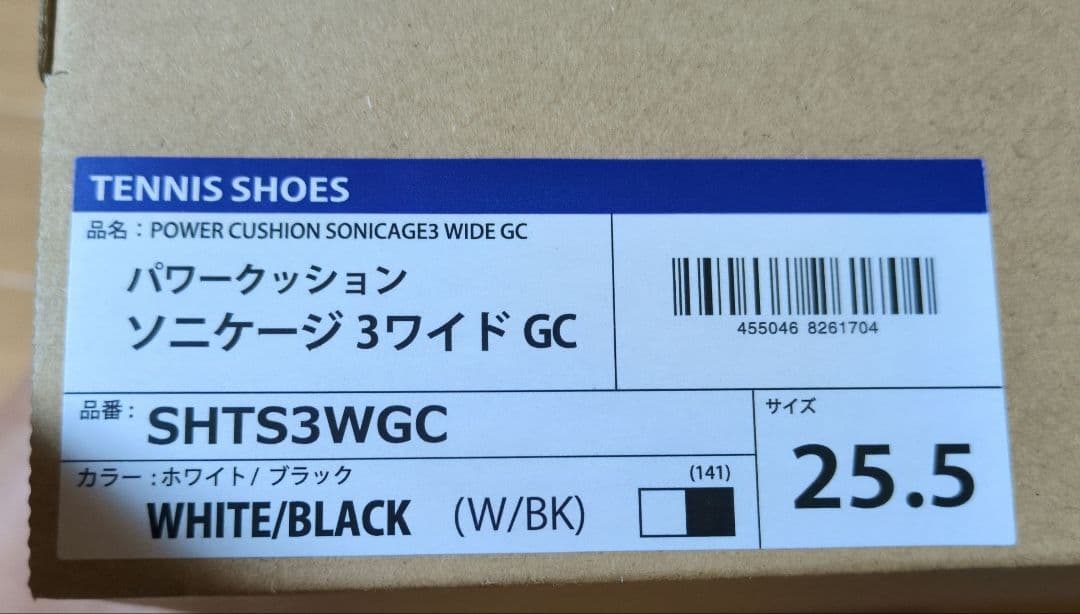 TENNIS SHOES
品名：POWER CUSHION SONICAGE3 WIDE GC
パワークッション
ソニケージ 3ワイド GC
455046 8261704
品番：SHTS3WGC
サイズ
25.5
カラー：ホワイト/ ブラック
(141)
WHITE/BLACK (W/BK)